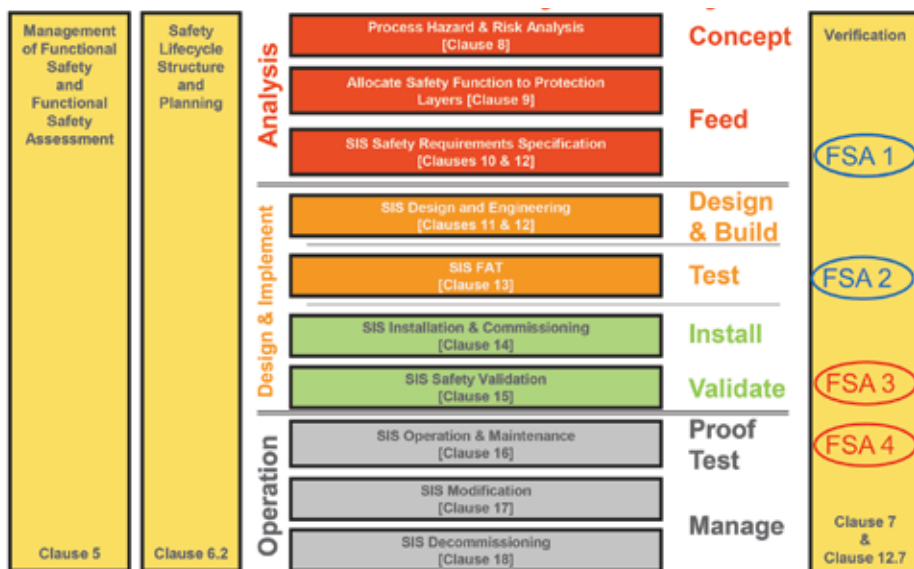 Management
of Functional
Safety
and
Functional
Safety
Assessment
Clause 5
Safety
Lifecycle
Structure
and
Planning
Clause 6.2
Analysis
Process Hazard & Risk Analysis
[Clause 8]
Concept
Allocate Safety Function to Protection
Layers [Clause 9]
Feed
SIS Safety Requirements Specification
[Clauses 10 & 12]
Design & Implement
SIS Design and Engineering
[Clauses 11 & 12]
Design
& Build
SIS FAT
[Clause 13]
Test
SIS Installation & Commissioning
[Clause 14]
Install
SIS Safety Validation
[Clause 15]
Validate
Operation
SIS Operation & Maintenance
[Clause 16]
Proof
Test
SIS Modification
[Clause 17]
Manage
SIS Decommissioning
[Clause 18]
Verification
FSA 1
FSA 2
FSA 3
FSA 4
Clause 7
&
Clause 12.7